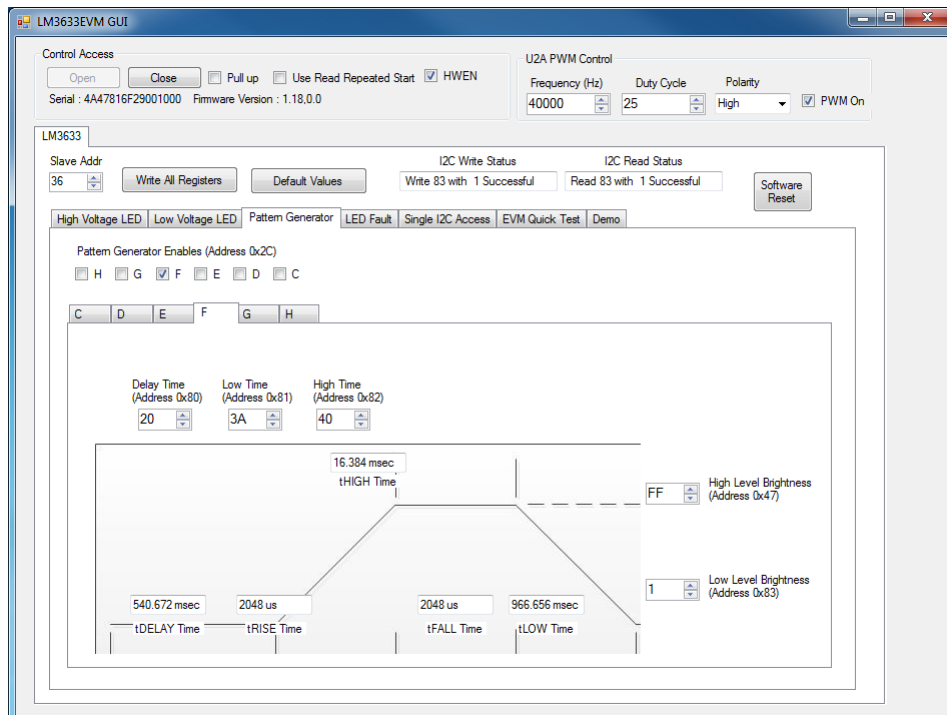 LM3633EVM GUI
Control Access
Open Close Pull up Use Read Repeated Start HWEN
Serial : 4A47816F29001000 Firmware Version : 1.18,0.0
U2A PWM Control
Frequency (Hz) Duty Cycle Polarity
40000 25 High PWM On
LM3633
Slave Addr I2C Write Status I2C Read Status
36 Write All Registers Default Values Write 83 with 1 Successful Read 83 with 1 Successful Software
Reset
High Voltage LED Low Voltage LED Pattern Generator LED Fault Single I2C Access EVM Quick Test Demo
Pattern Generator Enables (Address 0x2C)
H G F E D C
C D E F G H
Delay Time Low Time High Time
(Address 0x80) (Address 0x81) (Address 0x82)
20 3A 40
16.384 msec
tHIGH Time
FF High Level Brightness
(Address 0x47)
1 Low Level Brightness
(Address 0x83)
540.672 msec 2048 us 2048 us 966.656 msec
tDELAY Time tRISE Time tFALL Time tLOW Time